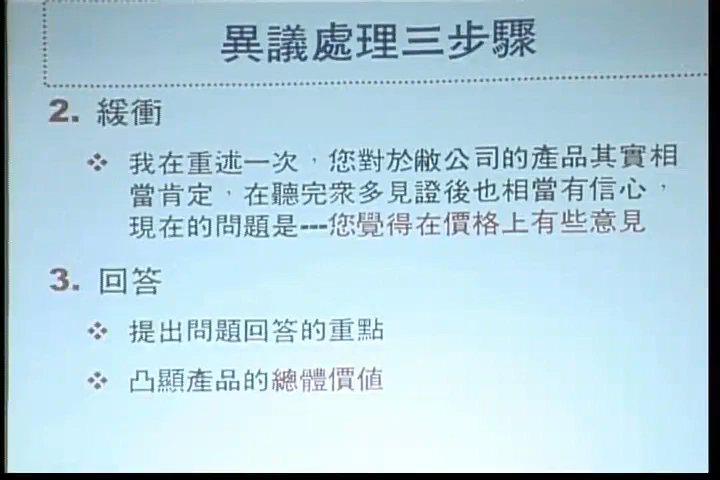 異議處理三步驟
2. 緩衝
❖ 我在重述一次，您對於敝公司的產品其實相
當肯定，在聽完眾多見證後也相當有信心，
現在的問題是---您覺得在價格上有些意見
3. 回答
❖ 提出問題回答的重點
❖ 凸顯產品的總體價值